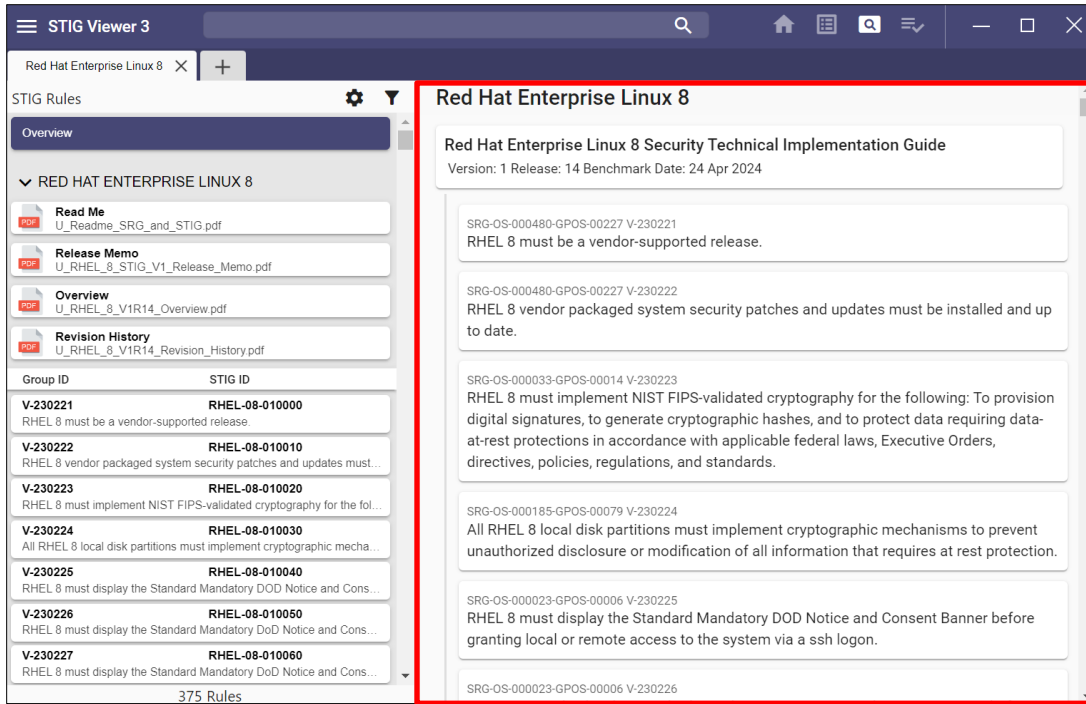 STIG Viewer 3
Red Hat Enterprise Linux 8
STIG Rules
Overview
RED HAT ENTERPRISE LINUX 8
PDF
Read Me
U_Readme_SRG_and_STIG.pdf
PDF
Release Memo
U_RHEL_8_STIG_V1_Release_Memo.pdf
PDF
Overview
U_RHEL_8_V1R14_Overview.pdf
PDF
Revision History
U_RHEL_8_V1R14_Revision_History.pdf
Group ID STIG ID
V-230221 RHEL-08-010000
RHEL 8 must be a vendor-supported release.
V-230222 RHEL-08-010010
RHEL 8 vendor packaged system security patches and updates must...
V-230223 RHEL-08-010020
RHEL 8 must implement NIST FIPS-validated cryptography for the fol...
V-230224 RHEL-08-010030
All RHEL 8 local disk partitions must implement cryptographic mecha...
V-230225 RHEL-08-010040
RHEL 8 must display the Standard Mandatory DOD Notice and Cons...
V-230226 RHEL-08-010050
RHEL 8 must display the Standard Mandatory DoD Notice and Cons...
V-230227 RHEL-08-010060
RHEL 8 must display the Standard Mandatory DoD Notice and Cons...
375 Rules
Red Hat Enterprise Linux 8
Red Hat Enterprise Linux 8 Security Technical Implementation Guide
Version: 1 Release: 14 Benchmark Date: 24 Apr 2024
SRG-OS-000480-GPOS-00227 V-230221
RHEL 8 must be a vendor-supported release.
SRG-OS-000480-GPOS-00227 V-230222
RHEL 8 vendor packaged system security patches and updates must be installed and up
to date.
SRG-OS-000033-GPOS-00014 V-230223
RHEL 8 must implement NIST FIPS-validated cryptography for the following: To provision
digital signatures, to generate cryptographic hashes, and to protect data requiring data-
at-rest protections in accordance with applicable federal laws, Executive Orders,
directives, policies, regulations, and standards.
SRG-OS-000185-GPOS-00079 V-230224
All RHEL 8 local disk partitions must implement cryptographic mechanisms to prevent
unauthorized disclosure or modification of all information that requires at rest protection.
SRG-OS-000023-GPOS-00006 V-230225
RHEL 8 must display the Standard Mandatory DOD Notice and Consent Banner before
granting local or remote access to the system via a ssh logon.
SRG-OS-000023-GPOS-00006 V-230226